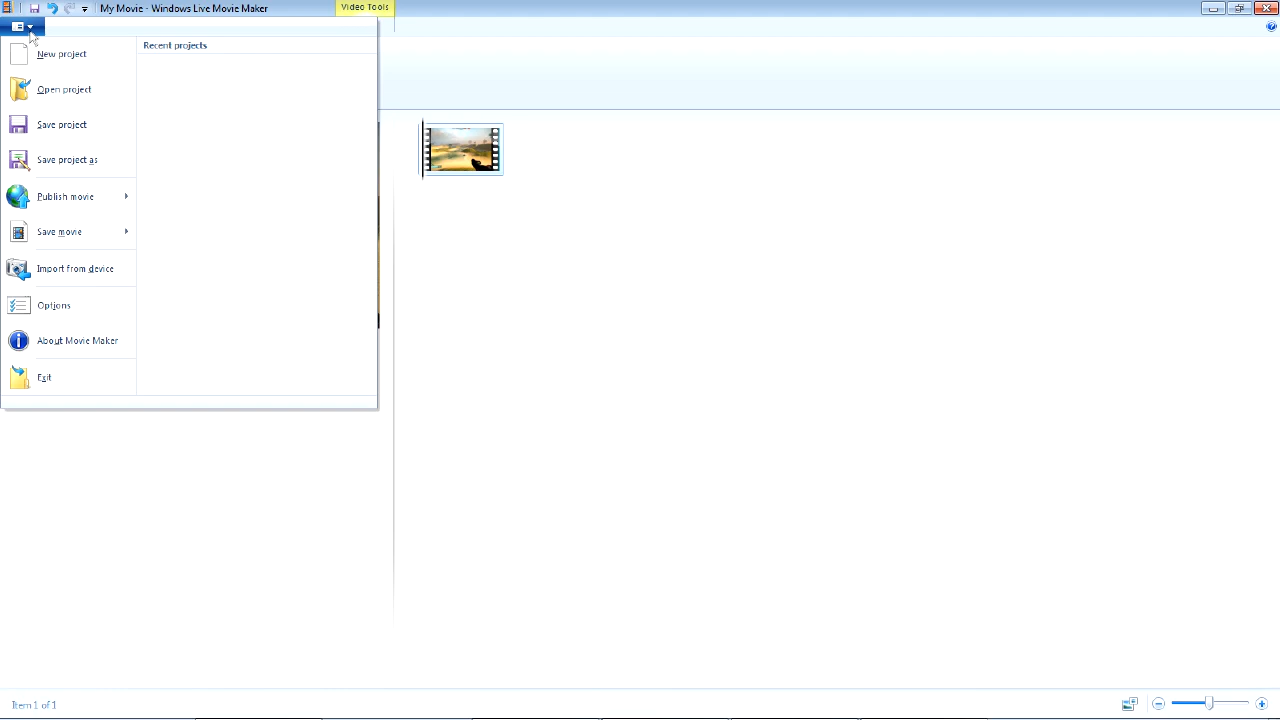 My Movie - Windows Live Movie Maker
Video Tools
New project
Recent projects
Open project
Save project
Save project as
Publish movie
Save movie
Import from device
Options
About Movie Maker
Exit
Item 1 of 1